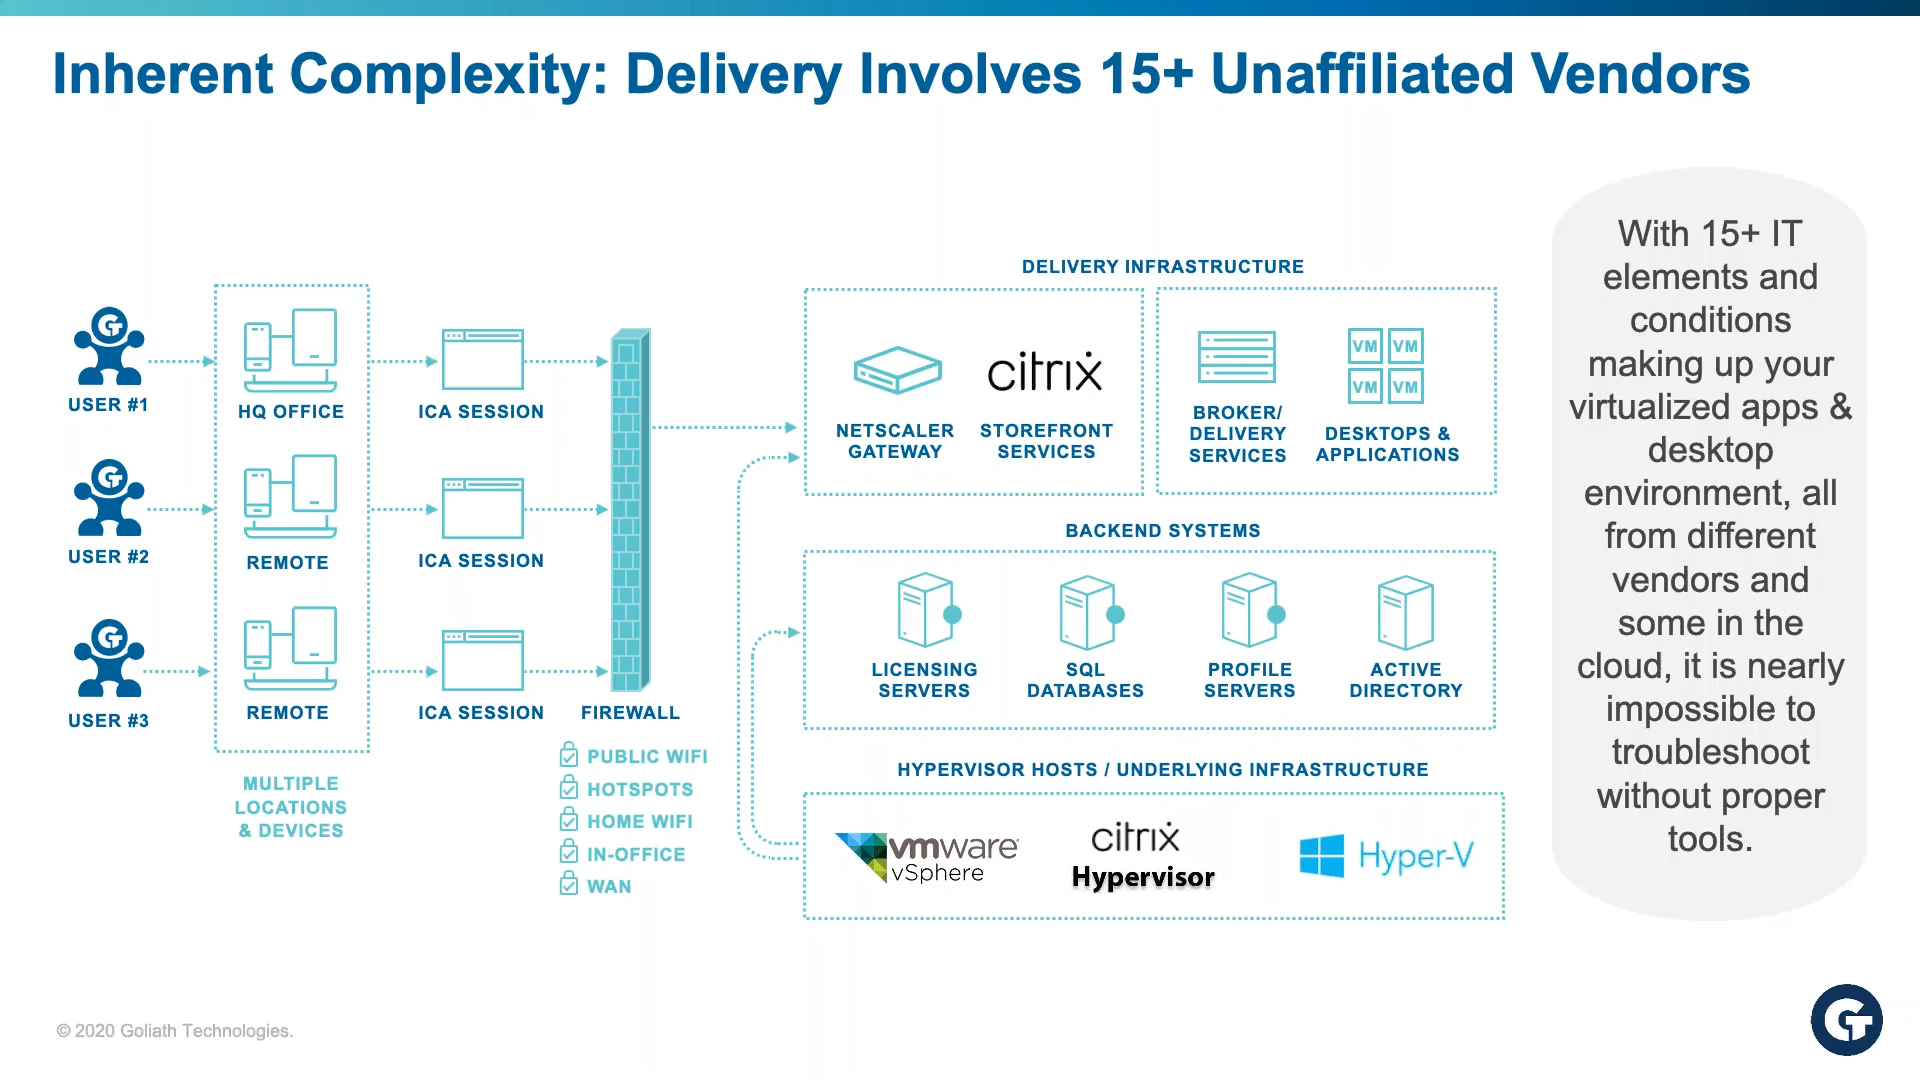 Inherent Complexity: Delivery Involves 15+ Unaffiliated Vendors
USER #1
USER #2
USER #3
HQ OFFICE
REMOTE
REMOTE
MULTIPLE
LOCATIONS
& DEVICES
ICA SESSION
ICA SESSION
ICA SESSION
FIREWALL
PUBLIC WIFI
HOTSPOTS
HOME WIFI
IN-OFFICE
WAN
DELIVERY INFRASTRUCTURE
NETSCALER
GATEWAY
citrix
STOREFRONT
SERVICES
BROKER/
DELIVERY
SERVICES
VM VM
VM VM
DESKTOPS &
APPLICATIONS
BACKEND SYSTEMS
LICENSING
SERVERS
SQL
DATABASES
PROFILE
SERVERS
ACTIVE
DIRECTORY
HYPERVISOR HOSTS / UNDERLYING INFRASTRUCTURE
vmware
vSphere
citrix
Hypervisor
Hyper-V
With 15+ IT
elements and
conditions
making up your
virtualized apps &
desktop
environment, all
from different
vendors and
some in the
cloud, it is nearly
impossible to
troubleshoot
without proper
tools.
© 2020 Goliath Technologies.